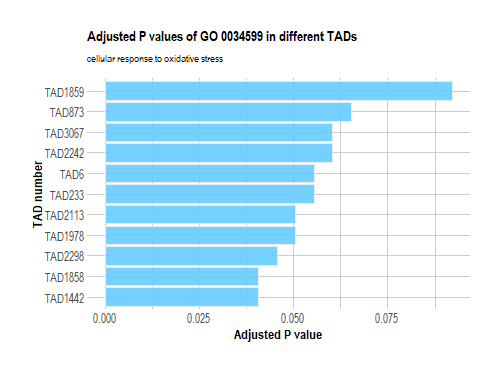 Adjusted P values of GO 0034599 in different TADs
cellular response to oxidative stress
TAD1859
TAD873
TAD3067
TAD2242
TAD6
TAD233
TAD2113
TAD1978
TAD2298
TAD1858
TAD1442
TAD number
0.000
0.025
0.050
0.075
Adjusted P value